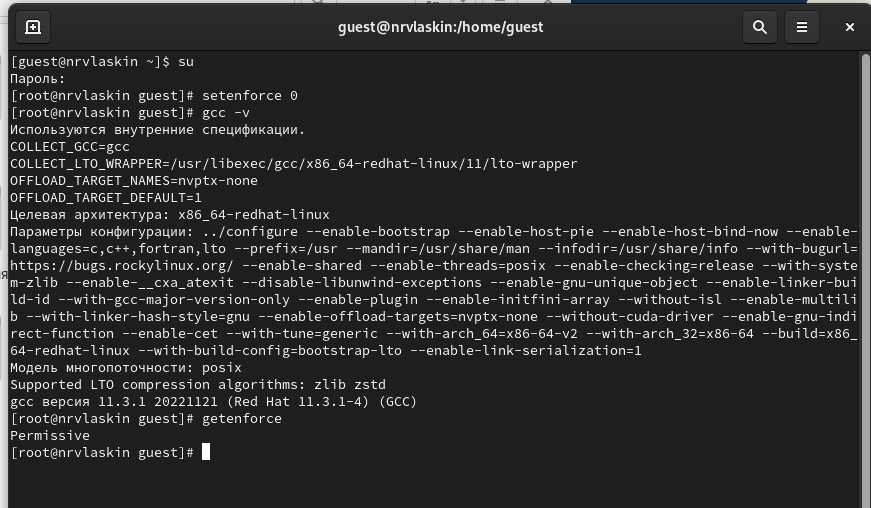 guest@nrvlaskin:/home/guest
[guest@nrvlaskin ~]$ su
Пароль:
[root@nrvlaskin guest]# setenforce 0
[root@nrvlaskin guest]# gcc -v
Используются внутренние спецификации.
COLLECT_GCC=gcc
COLLECT_LTO_WRAPPER=/usr/libexec/gcc/x86_64-redhat-linux/11/lto-wrapper
OFFLOAD_TARGET_NAMES=nvptx-none
OFFLOAD_TARGET_DEFAULT=1
Целевая архитектура: x86_64-redhat-linux
Параметры конфигурации: ../configure --enable-bootstrap --enable-host-pie --enable-host-bind-now --enable-
languages=c,c++,fortran,lto --prefix=/usr --mandir=/usr/share/man --infodir=/usr/share/info --with-bugurl=
https://bugs.rockylinux.org/ --enable-shared --enable-threads=posix --enable-checking=release --with-syste
m-zlib --enable-__cxa_atexit --disable-libunwind-exceptions --enable-gnu-unique-object --enable-linker-bui
ld-id --with-gcc-major-version-only --enable-plugin --enable-initfini-array --without-isl --enable-multili
b --with-linker-hash-style=gnu --enable-offload-targets=nvptx-none --without-cuda-driver --enable-gnu-indi
rect-function --enable-cet --with-tune=generic --with-arch_64=x86-64-v2 --with-arch_32=x86-64 --build=x86_
64-redhat-linux --with-build-config=bootstrap-lto --enable-link-serialization=1
Модель многопоточности: posix
Supported LTO compression algorithms: zlib zstd
gcc версия 11.3.1 20221121 (Red Hat 11.3.1-4) (GCC)
[root@nrvlaskin guest]# getenforce
Permissive
[root@nrvlaskin guest]#